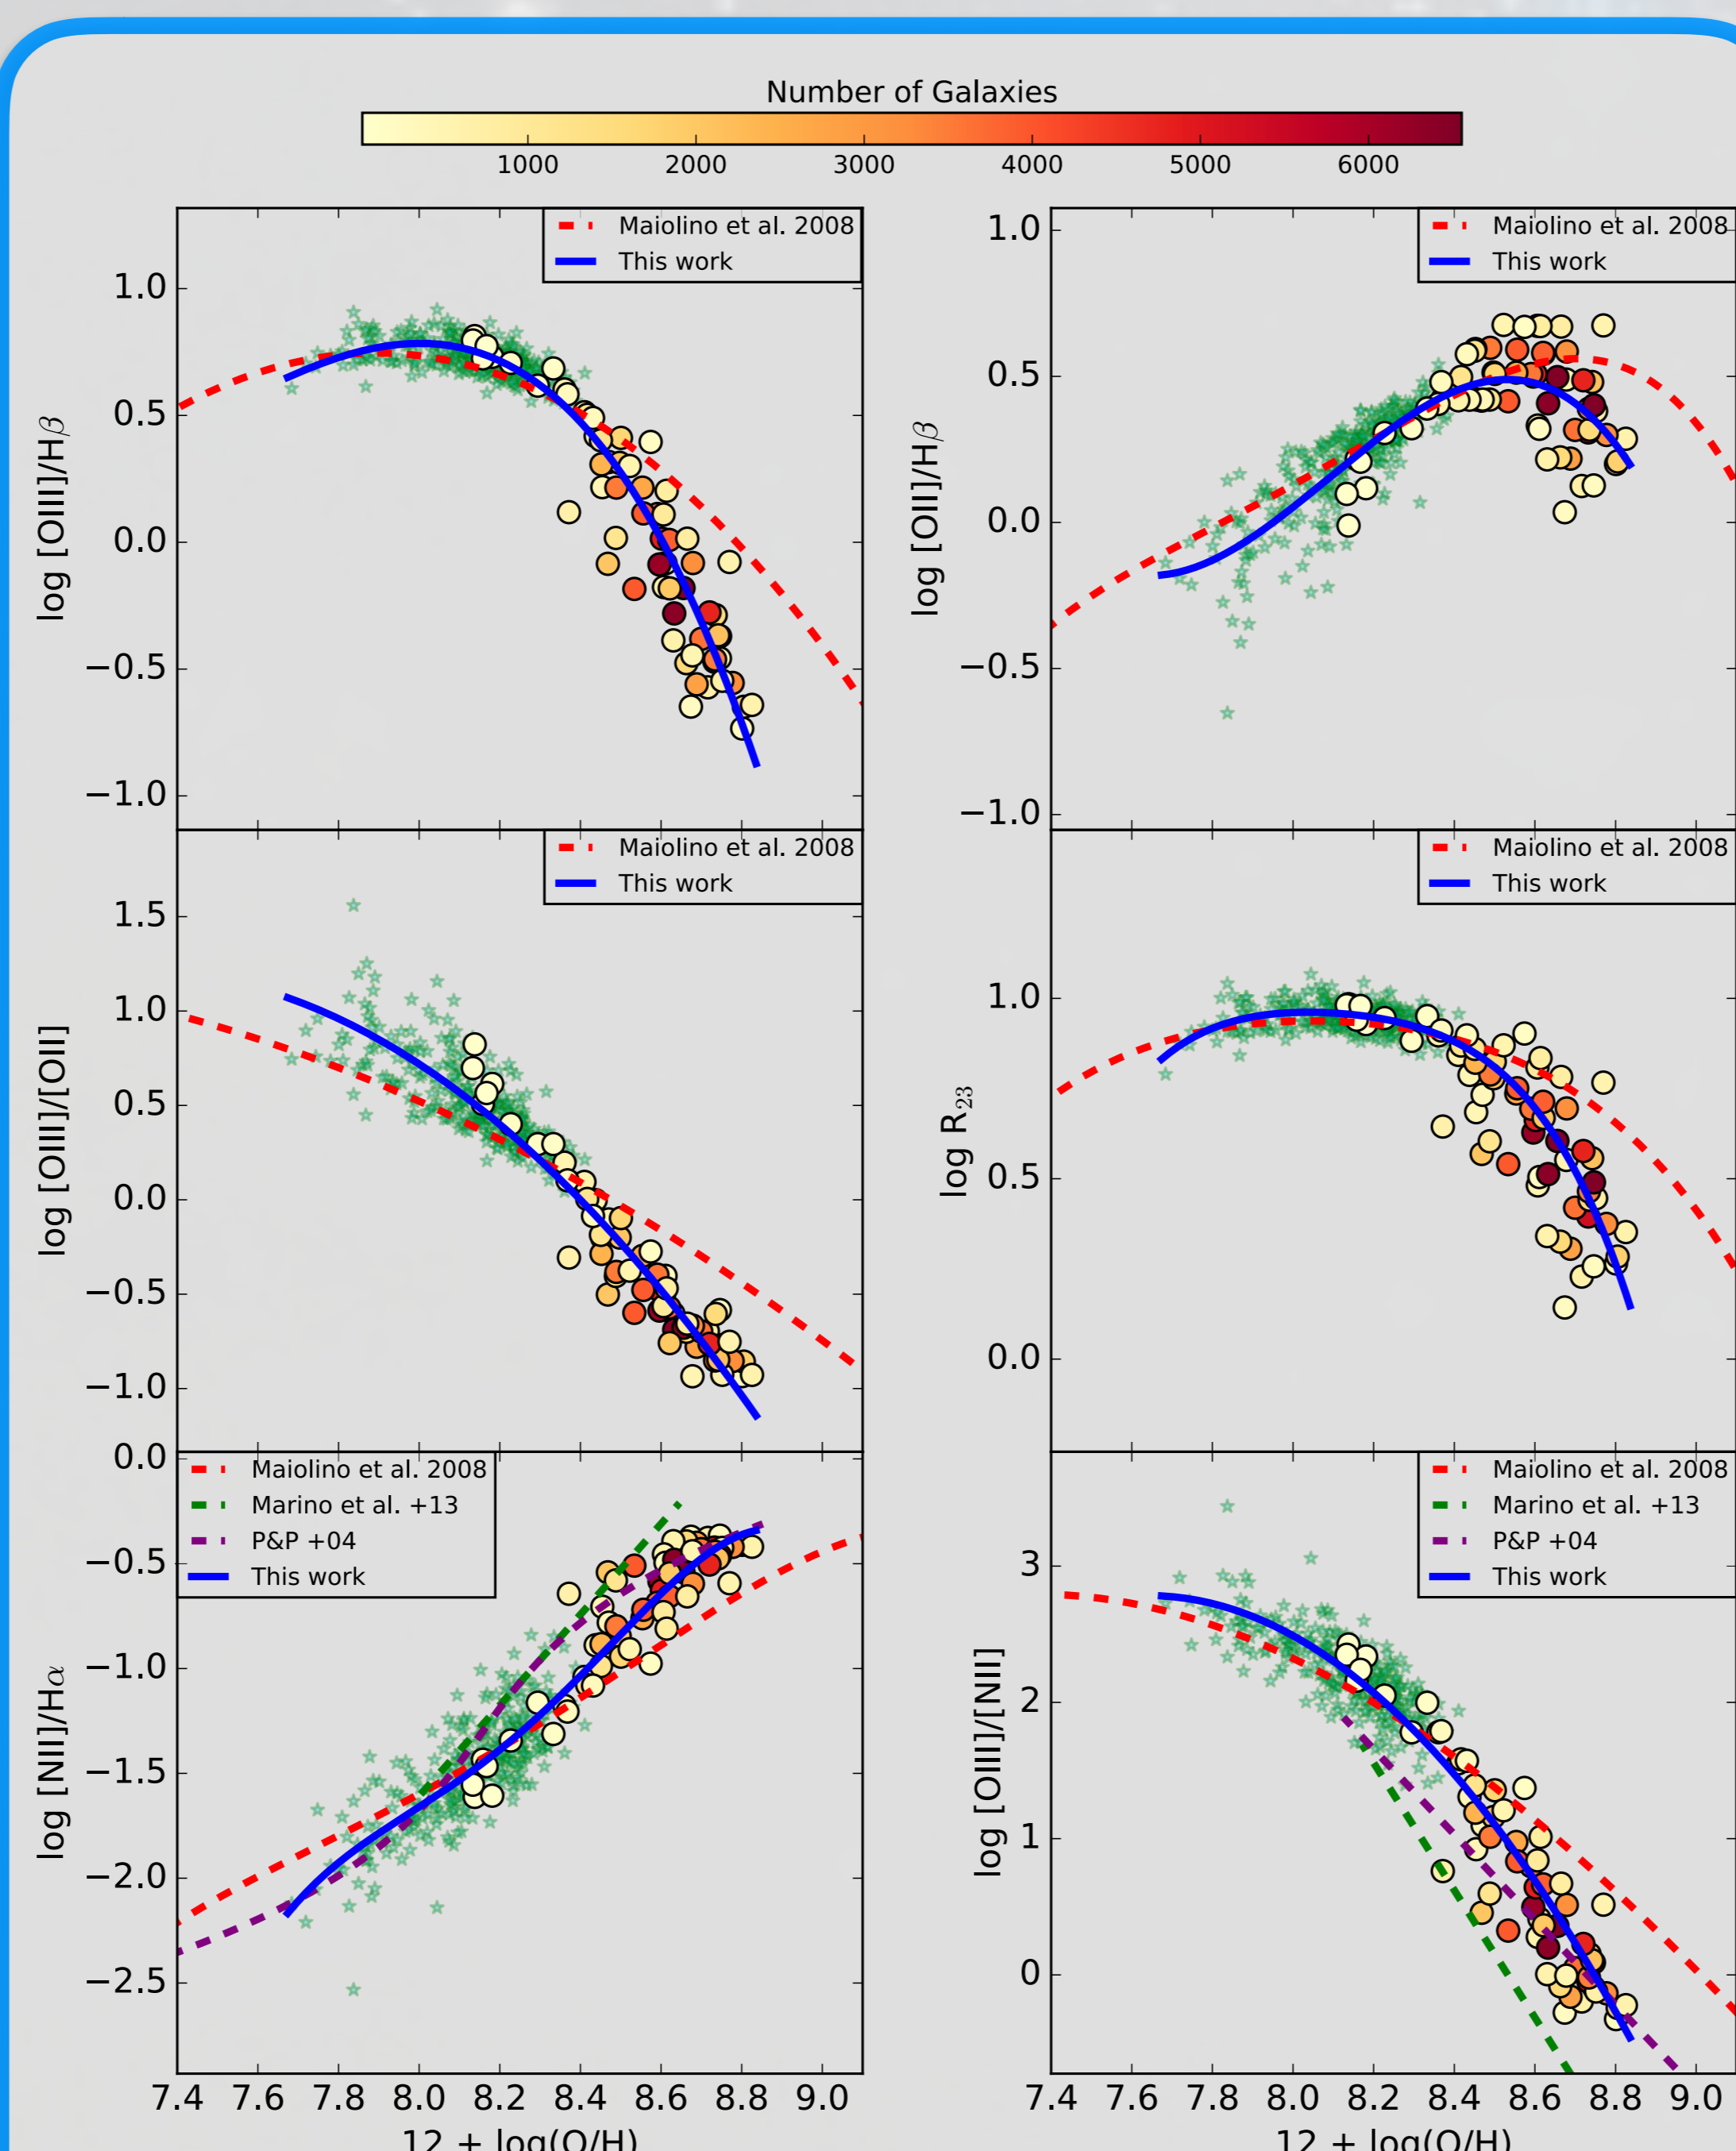 Number of Galaxies
1000 2000 3000 4000 5000 6000
Maiolino et al. 2008
This work
1.0
0.5
0.0
−0.5
−1.0
log [OIII]/Hβ
Maiolino et al. 2008
This work
1.0
0.5
0.0
−0.5
−1.0
log [OII]/Hβ
Maiolino et al. 2008
This work
1.5
1.0
0.5
0.0
−0.5
−1.0
log [OIII]/[OII]
Maiolino et al. 2008
This work
1.0
0.5
0.0
log R₂₃
Maiolino et al. 2008
Marino et al. +13
P&P +04
This work
0.0
−0.5
−1.0
−1.5
−2.0
−2.5
log [NII]/Hα
7.4 7.6 7.8 8.0 8.2 8.4 8.6 8.8 9.0
12 + log(O/H)
Maiolino et al. 2008
Marino et al. +13
P&P +04
This work
3
2
1
0
log [OIII]/[NII]
7.4 7.6 7.8 8.0 8.2 8.4 8.6 8.8 9.0
12 + log(O/H)